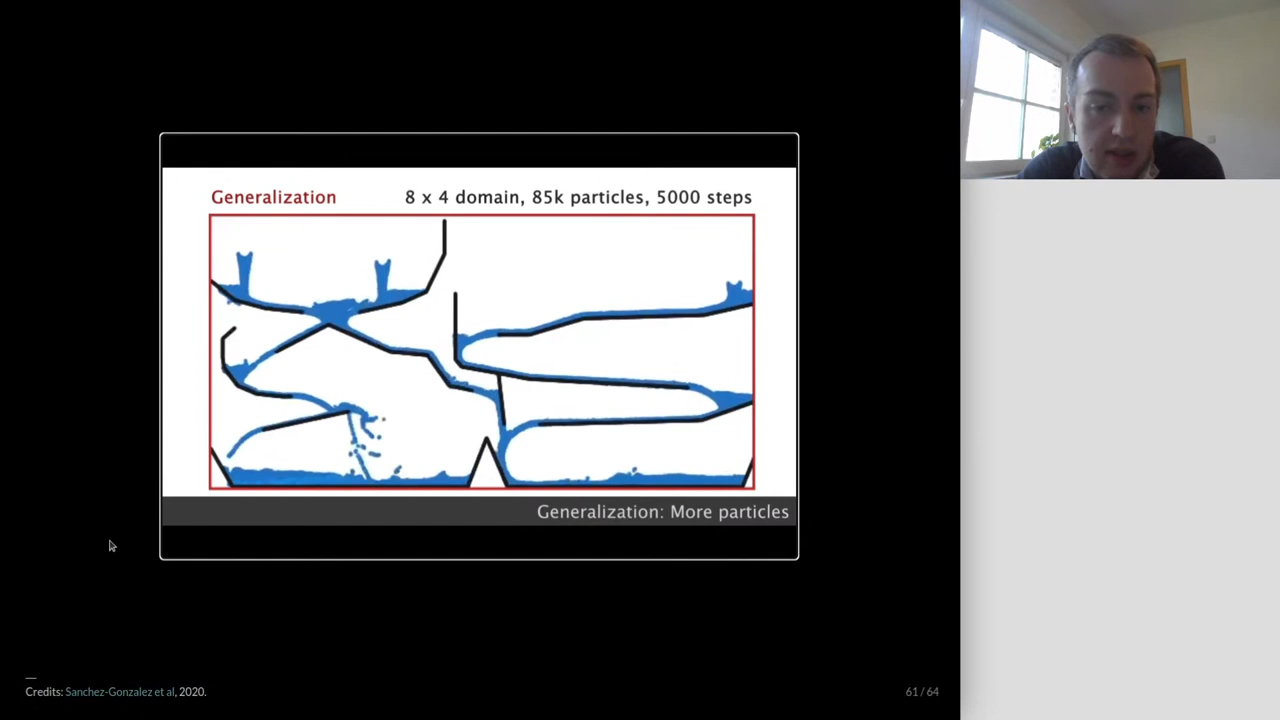 Generalization 8 x 4 domain, 85k particles, 5000 steps
Generalization: More particles
Credits: Sanchez-Gonzalez et al, 2020.
61 / 64